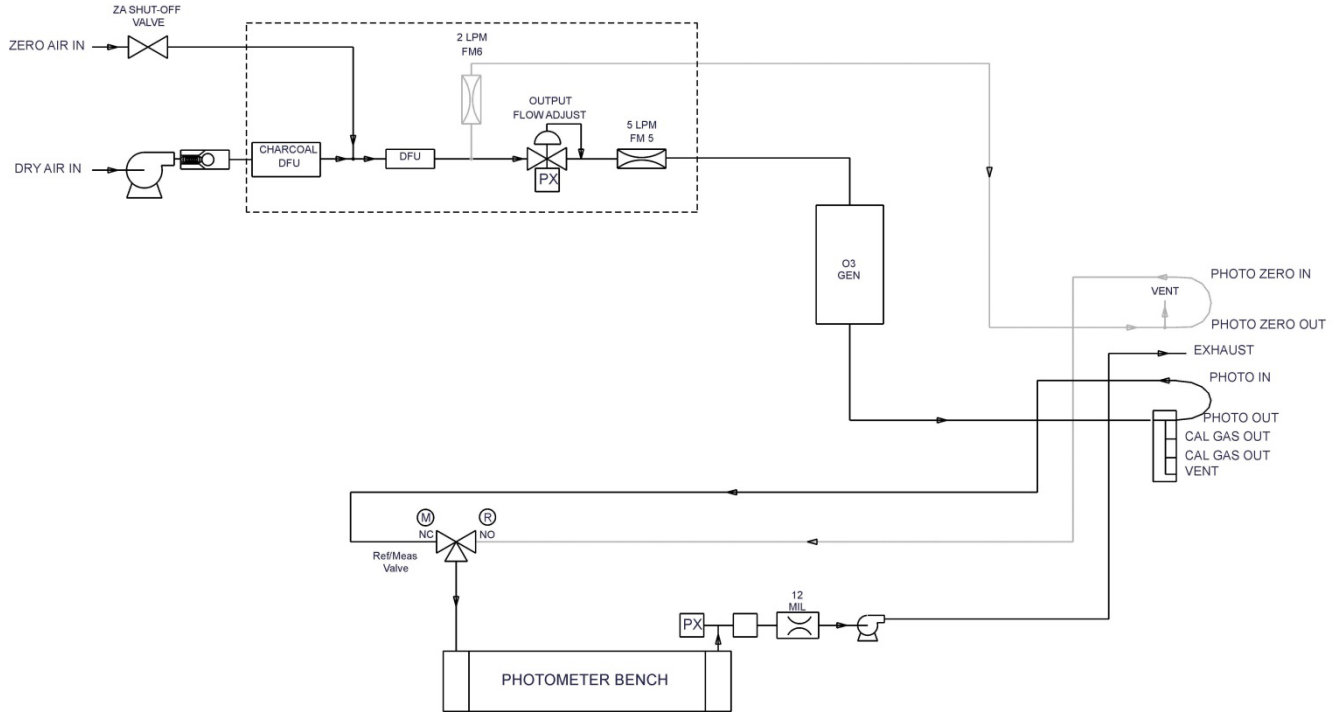 ZA SHUT-OFF
VALVE
ZERO AIR IN
2 LPM
FM6
OUTPUT
FLOW ADJUST
5 LPM
FM 5
CHARCOAL
DFU
DFU
DRY AIR IN
PX
O3
GEN
PHOTO ZERO IN
VENT
PHOTO ZERO OUT
EXHAUST
PHOTO IN
PHOTO OUT
CAL GAS OUT
CAL GAS OUT
VENT
M
R
NC
NO
Ref/Meas
Valve
12
MIL
PX
PHOTOMETER BENCH